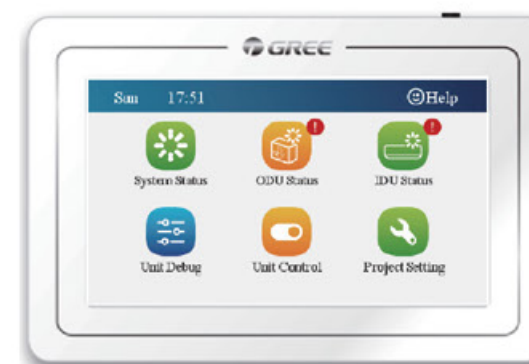 GREE
Sun 17:51 Help
System Status ODU Status IDU Status
Unit Debug Unit Control Project Setting